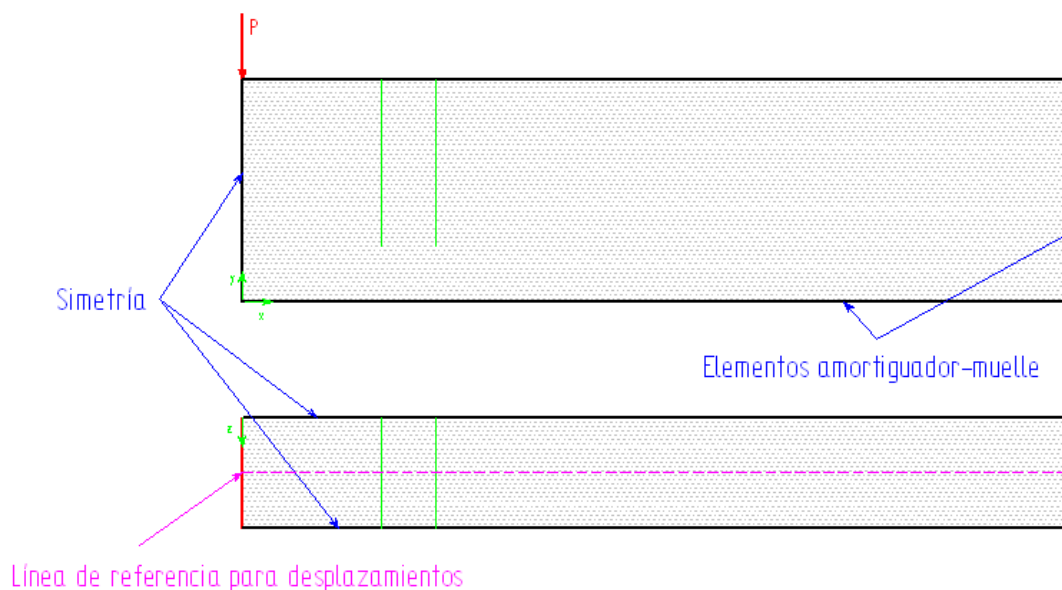 P
y
x
Simetría
Elementos amortiguador-muelle
z
Línea de referencia para desplazamientos